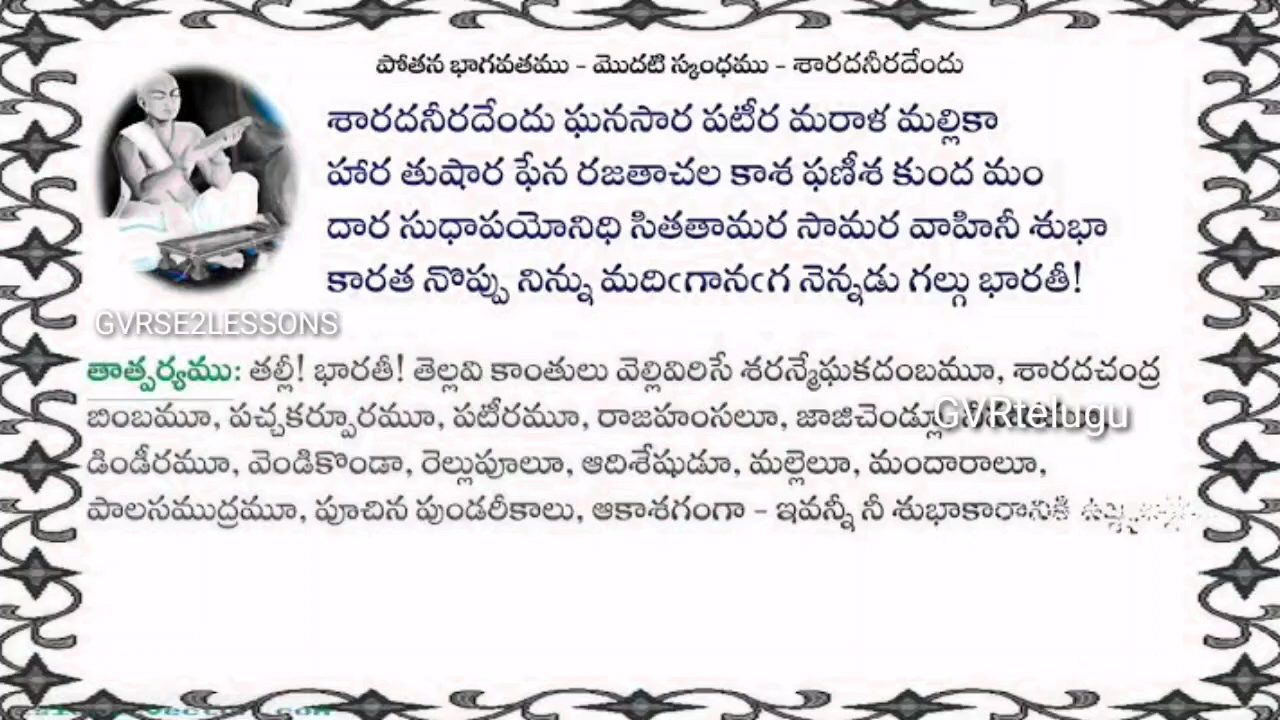 పోతన భాగవతము - మొదటి స్కంధము - శారదనీరదేందు
శారదనీరదేందు ఘనసార పటీర మరాళ మల్లికా
హార తుషార ఫేన రజతాచల కాశ ఫణీశ కుంద మం
దార సుధాపయోనిధి సితతామర సామర వాహినీ శుభా
కారత నొప్పు నిన్ను మదిఁగానఁగ నెన్నడు గల్గు భారతీ!
GVRSE2LESSONS
తాత్పర్యము: తల్లీ! భారతీ! తెల్లవి కాంతులు వెల్లివిరిసే శరన్మేఘకదంబమూ, శారదచంద్ర
బింబమూ, పచ్చకర్పూరమూ, పటీరమూ, రాజహంసలూ, జాజిచెండ్లు
GVRtelugu
డిండీరమూ, వెండికొండా, రెల్లుపూలూ, ఆదిశేషుడూ, మల్లెలూ, మందారాలూ,
పాలసముద్రమూ, పూచిన పుండరీకాలు, ఆకాశగంగా - ఇవన్నీ నీ శుభాకారానికి